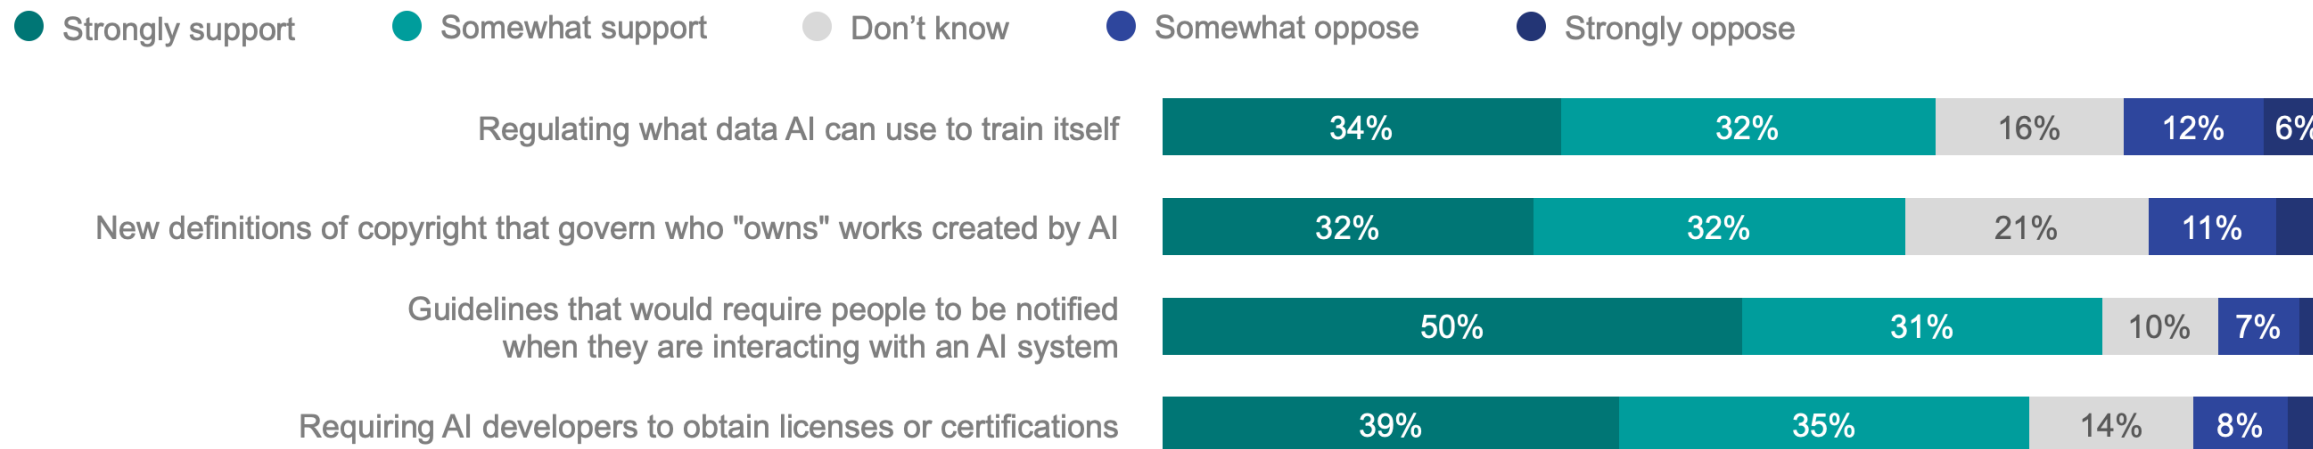 Strongly support Somewhat support Don’t know Somewhat oppose Strongly oppose
Regulating what data AI can use to train itself 34% 32% 16% 12% 6%
New definitions of copyright that govern who "owns" works created by AI 32% 32% 21% 11%
Guidelines that would require people to be notified
when they are interacting with an AI system 50% 31% 10% 7%
Requiring AI developers to obtain licenses or certifications 39% 35% 14% 8%